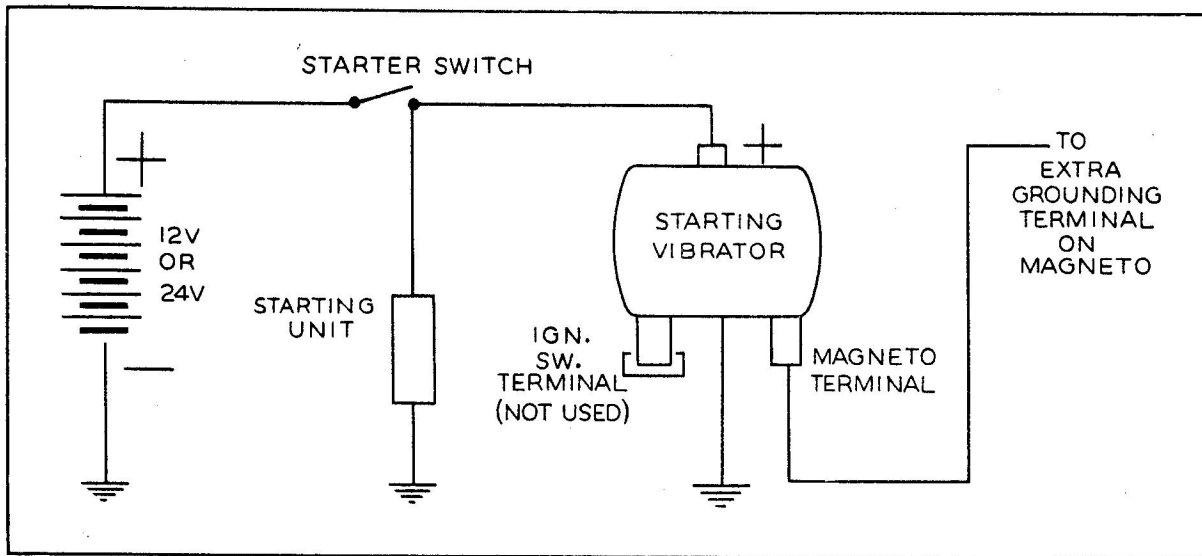 STARTER SWITCH
+
12V
OR
24V
−
STARTING
UNIT
+
STARTING
VIBRATOR
IGN.
SW.
TERMINAL
(NOT USED)
MAGNETO
TERMINAL
TO
EXTRA
GROUNDING
TERMINAL
ON
MAGNETO